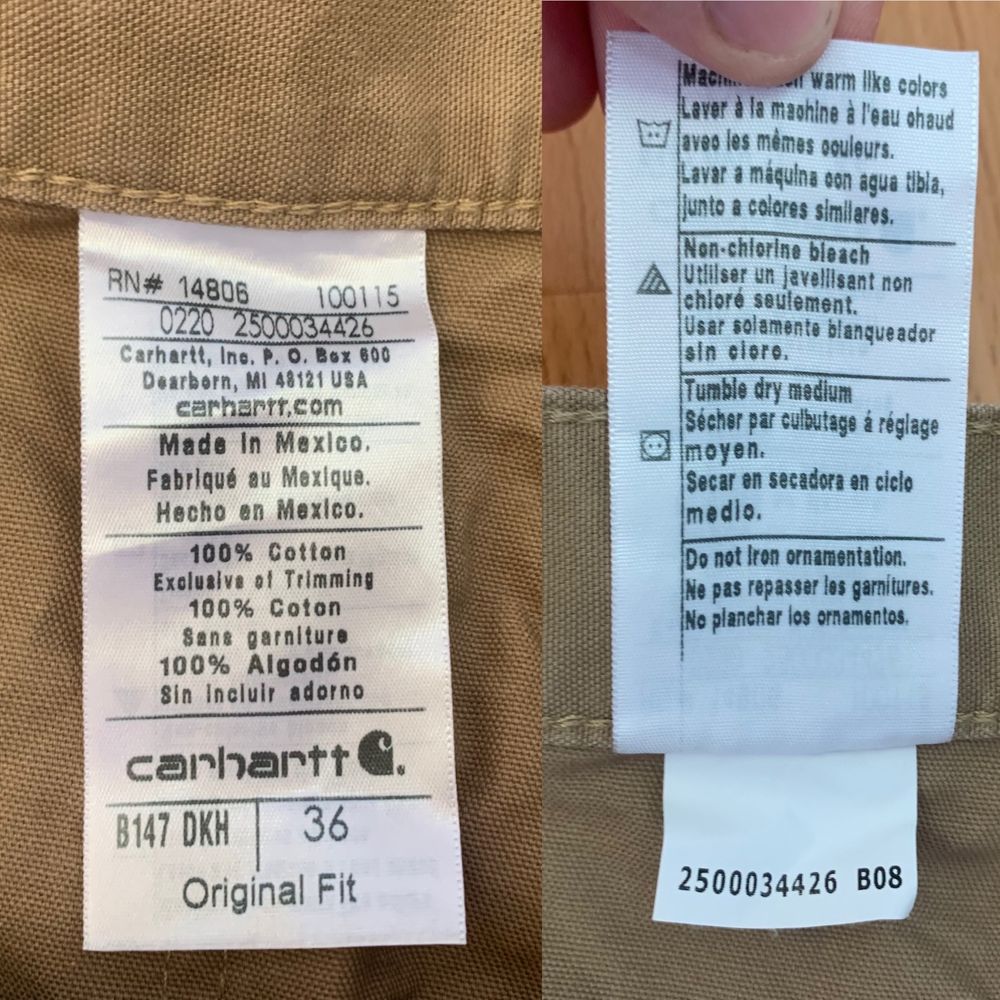 RN# 14806 100115
0220 2500034426
Carhartt, Inc. P. O. Box 600
Dearborn, MI 48121 USA
carhartt.com
Made in Mexico.
Fabriqué au Mexique.
Hecho en Mexico.
100% Cotton
Exclusive of Trimming
100% Coton
Sans garniture
100% Algodón
Sin incluir adorno
carhartt
B147 DKH 36
Original Fit
warm like colors
Laver à la machine à l'eau chaud
avec les mêmes couleurs.
Lavar a máquina con agua tibia,
junto a colores similares.
Non-chlorine bleach
Utiliser un javellisant non
chloré seulement.
Usar solamente blanqueador
sin cloro.
Tumble dry medium
Sécher par culbutage á réglage
moyen.
Secar en secadora en ciclo
medio.
Do not iron ornamentation.
Ne pas repasser les garnitures.
No planchar los ornamentos.
2500034426 B08